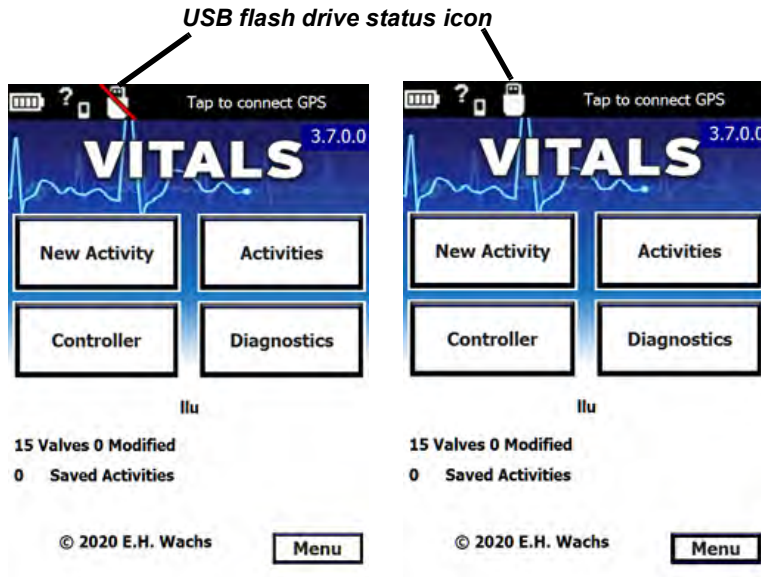 USB flash drive status icon
? Tap to connect GPS
3.7.0.0
VITALS
New Activity Activities
Controller Diagnostics
llu
15 Valves 0 Modified
0 Saved Activities
© 2020 E.H. Wachs Menu
? Tap to connect GPS
3.7.0.0
VITALS
New Activity Activities
Controller Diagnostics
llu
15 Valves 0 Modified
0 Saved Activities
© 2020 E.H. Wachs Menu